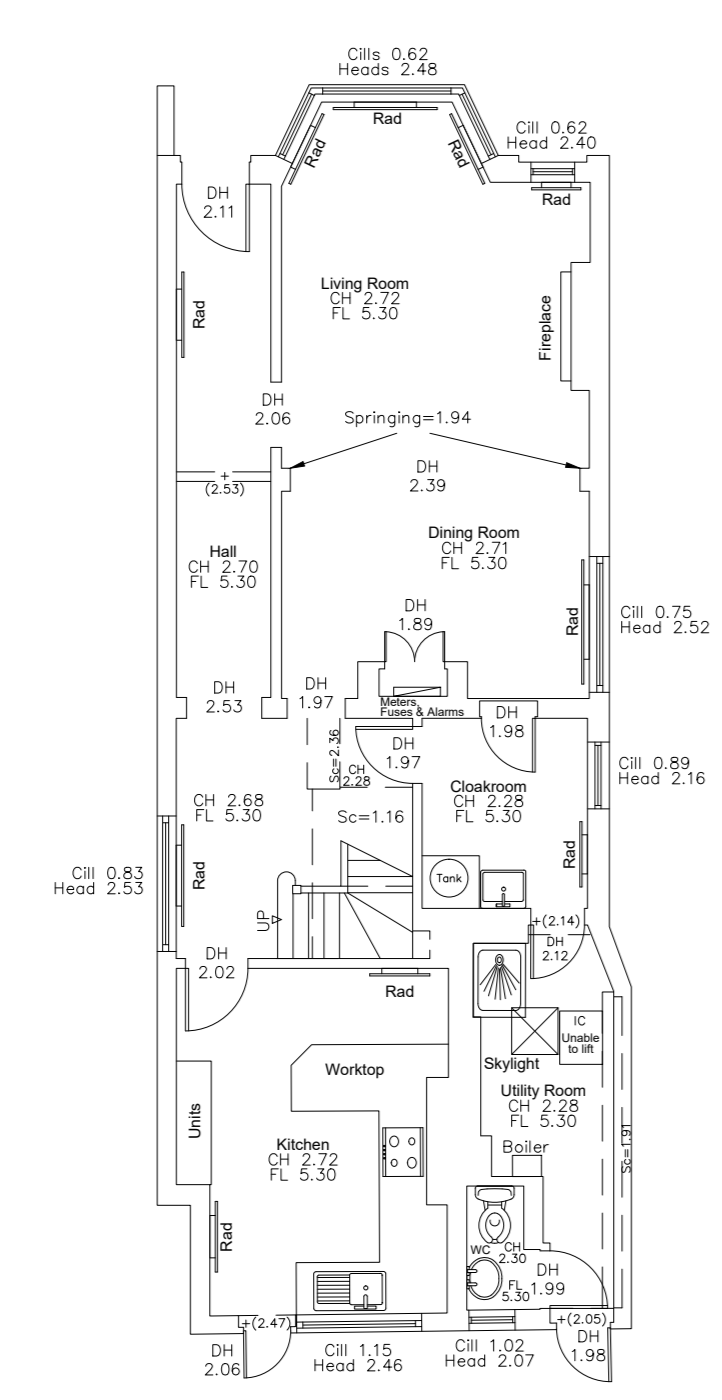 Cills 0.62
Heads 2.48
Rad
Rad
Rad
Cill 0.62
Head 2.40
Rad
DH
2.11
Living Room
CH 2.72
FL 5.30
Rad
Fireplace
DH
2.06
Springing=1.94
DH
2.39
+
(2.53)
Hall
CH 2.70
FL 5.30
Dining Room
CH 2.71
FL 5.30
DH
1.89
Rad
Cill 0.75
Head 2.52
DH
2.53
DH
1.97
Meters,
Fuses & Alarms
DH
1.98
Sc=2.36
CH
2.28
DH
1.97
Cill 0.89
Head 2.16
CH 2.68
FL 5.30
Sc=1.16
Cloakroom
CH 2.28
FL 5.30
Cill 0.83
Head 2.53
Rad
Rad
Tank
UP
+(2.14)
DH
2.12
DH
2.02
Rad
IC
Unable
to lift
Skylight
Worktop
Utility Room
CH 2.28
FL 5.30
Units
Sc=1.91
Kitchen
CH 2.72
FL 5.30
Boiler
Rad
WC
CH
2.30
FL
5.30
DH
1.99
+(2.47)
+(2.05)
DH
2.06
Cill 1.15
Head 2.46
Cill 1.02
Head 2.07
DH
1.98